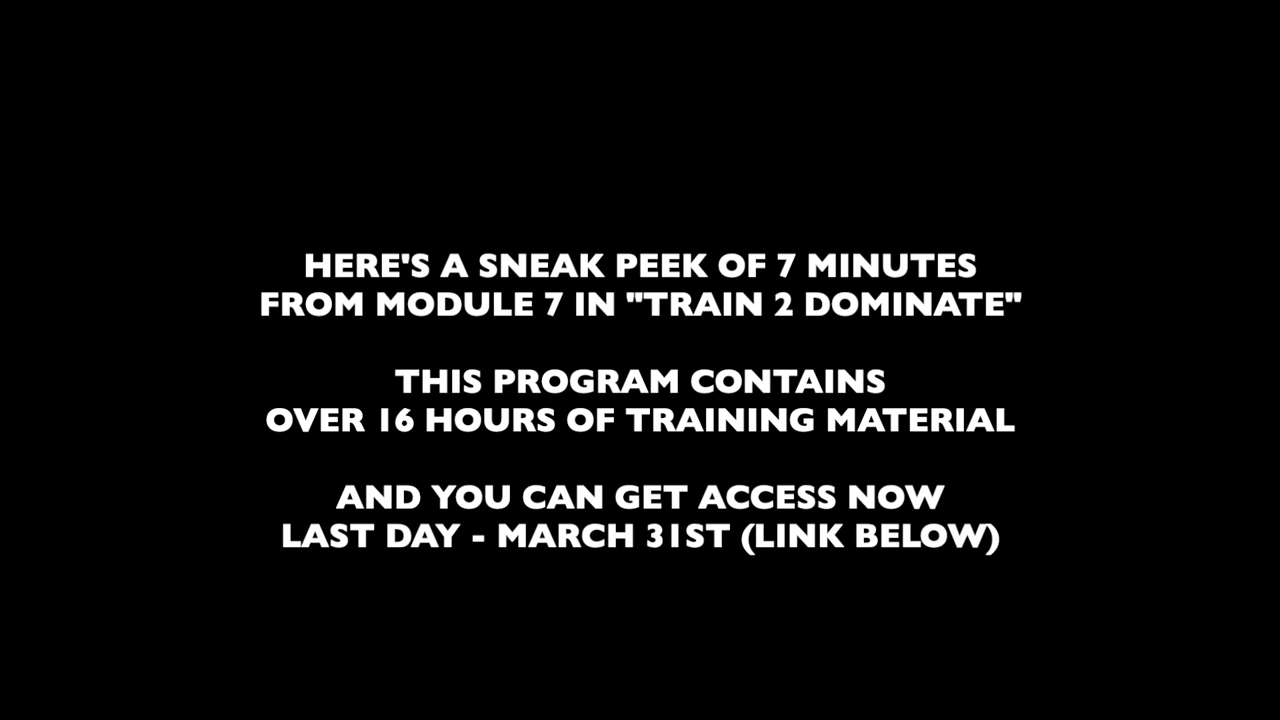 HERE'S A SNEAK PEEK OF 7 MINUTES
FROM MODULE 7 IN "TRAIN 2 DOMINATE"
THIS PROGRAM CONTAINS
OVER 16 HOURS OF TRAINING MATERIAL
AND YOU CAN GET ACCESS NOW
LAST DAY - MARCH 31ST (LINK BELOW)